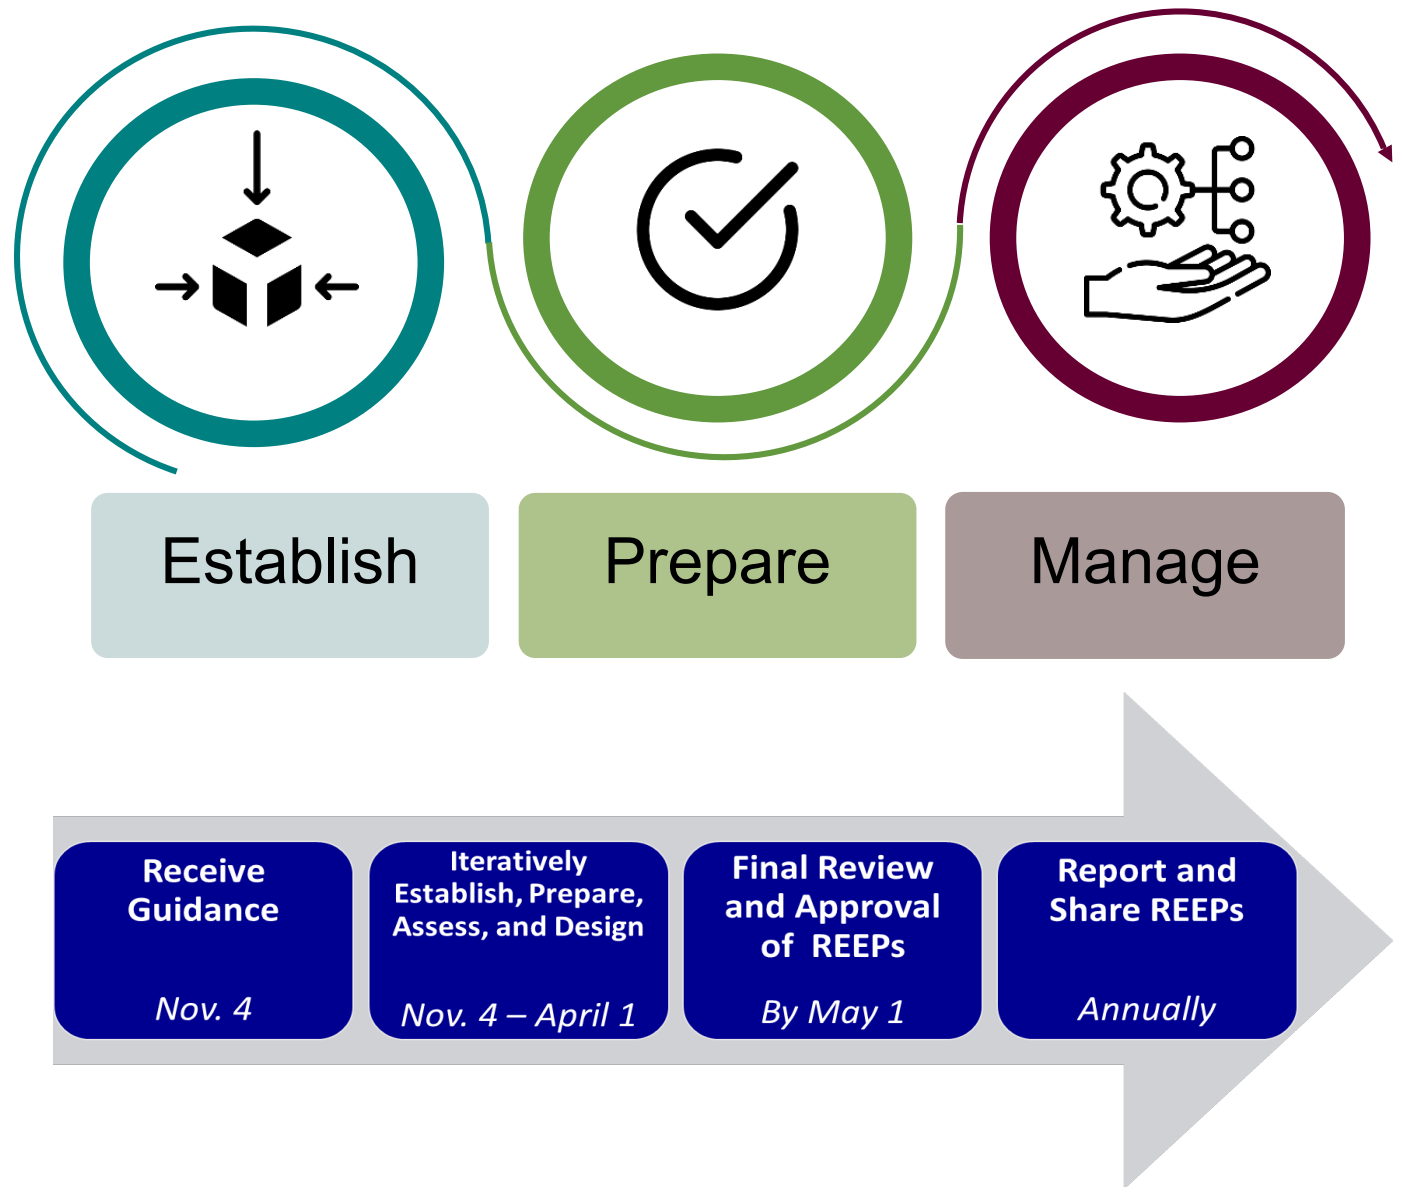 Establish
Prepare
Manage
Receive
Guidance
Nov. 4
Iteratively
Establish, Prepare,
Assess, and Design
Nov. 4 – April 1
Final Review
and Approval
of REEPs
By May 1
Report and
Share REEPs
Annually